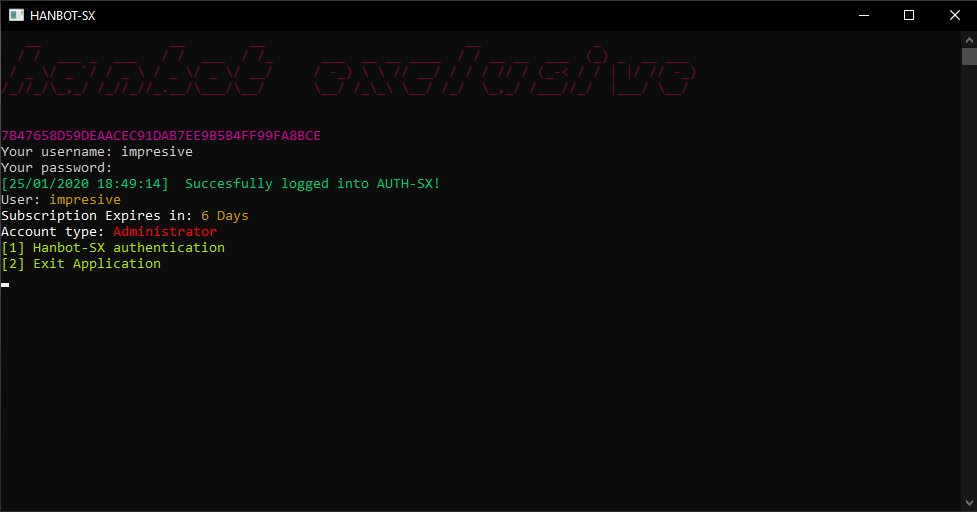 HANBOT-SX
hanbot exclusive
7B47658D59DEAACEC91DAB7EE9B5B4FF99FA8BCE
Your username: impresive
Your password:
[25/01/2020 18:49:14]  Succesfully logged into AUTH-SX!
User: impresive
Subscription Expires in: 6 Days
Account type: Administrator
[1] Hanbot-SX authentication
[2] Exit Application